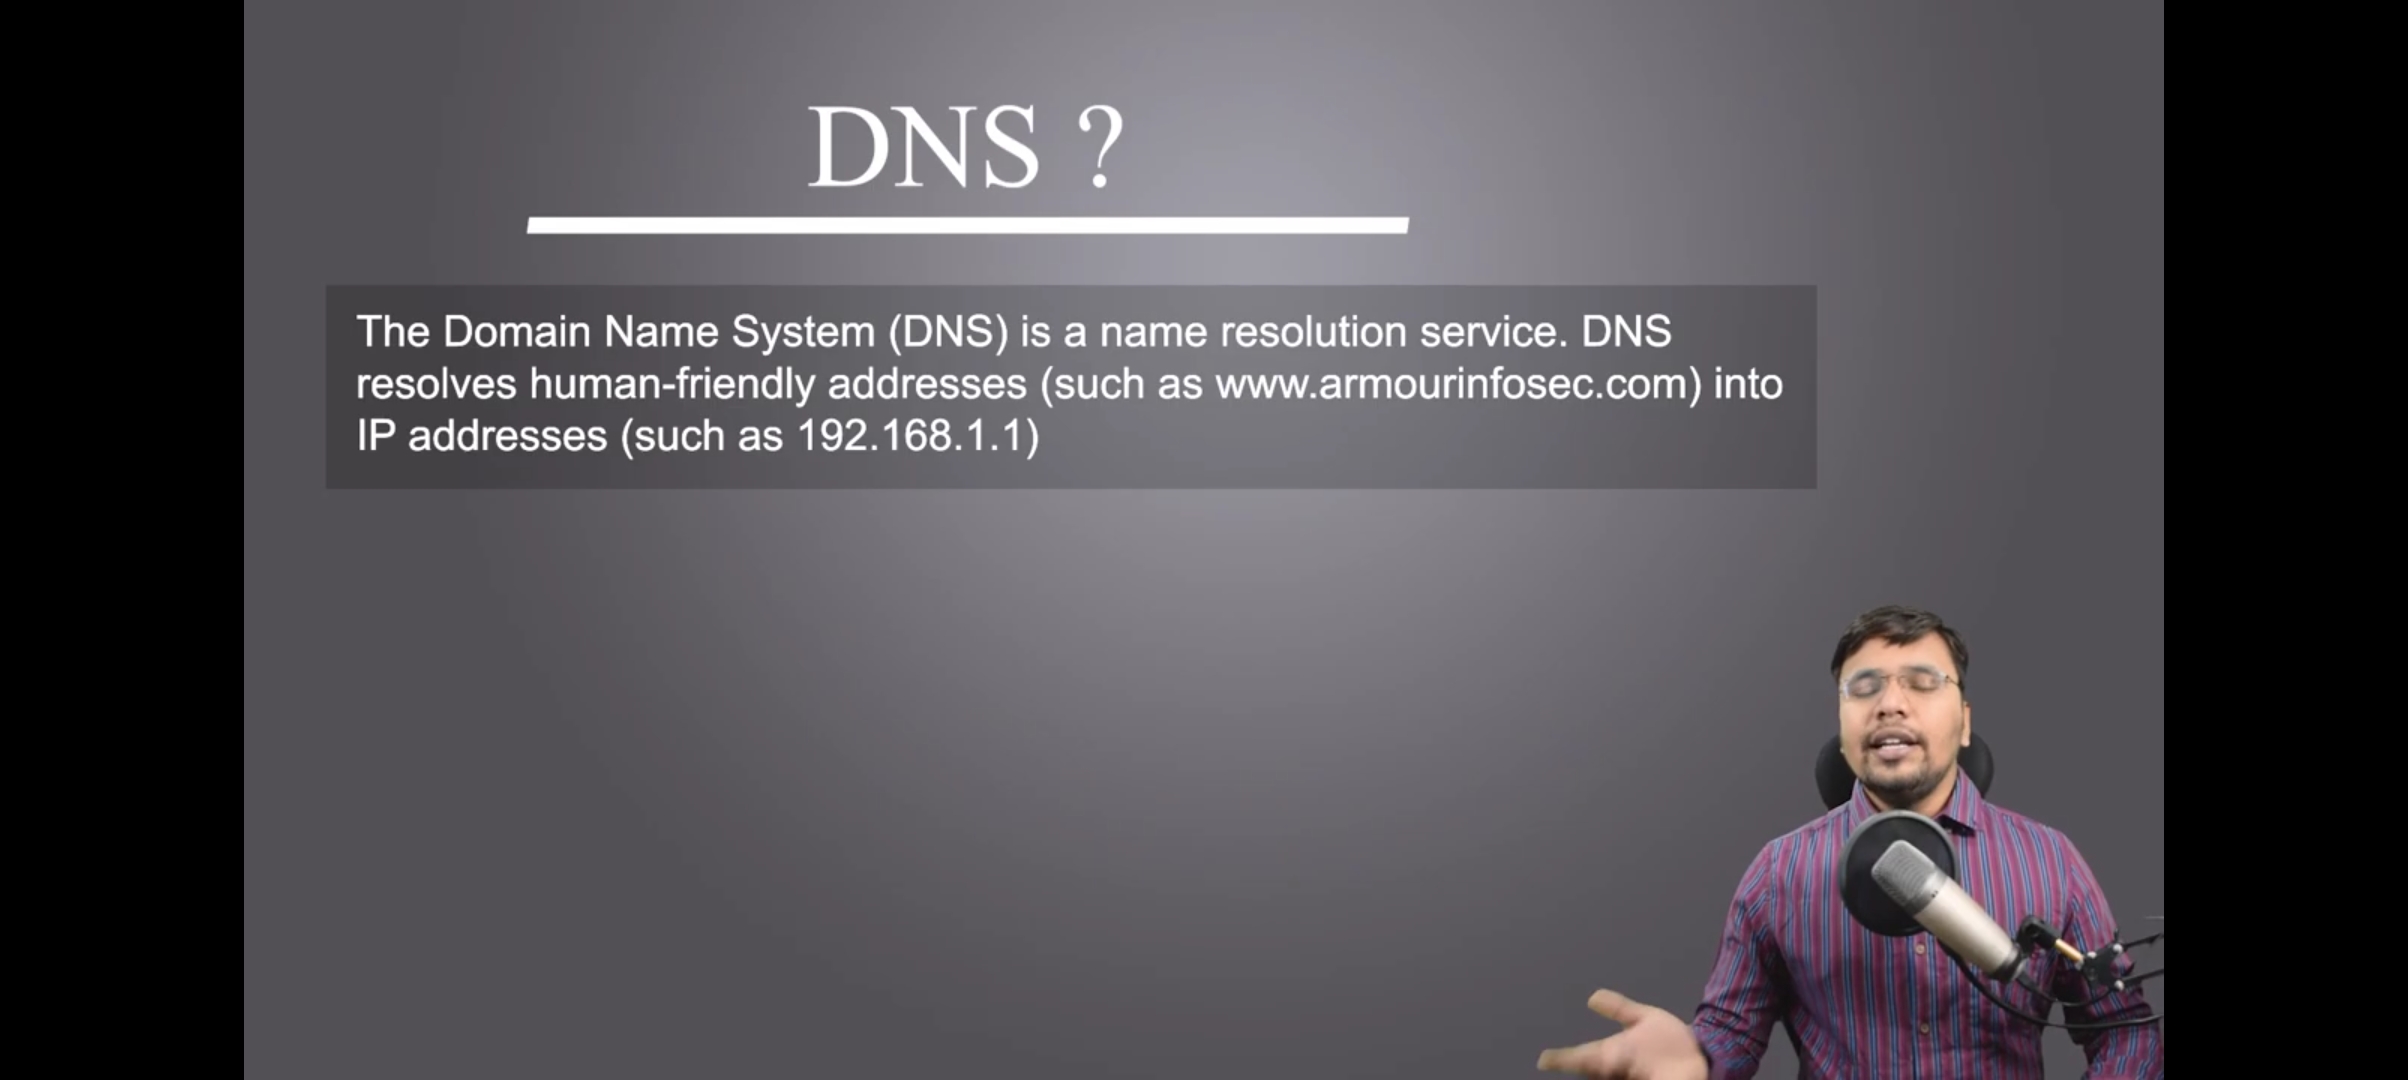 DNS ?
The Domain Name System (DNS) is a name resolution service. DNS
resolves human-friendly addresses (such as www.armourinfosec.com) into
IP addresses (such as 192.168.1.1)